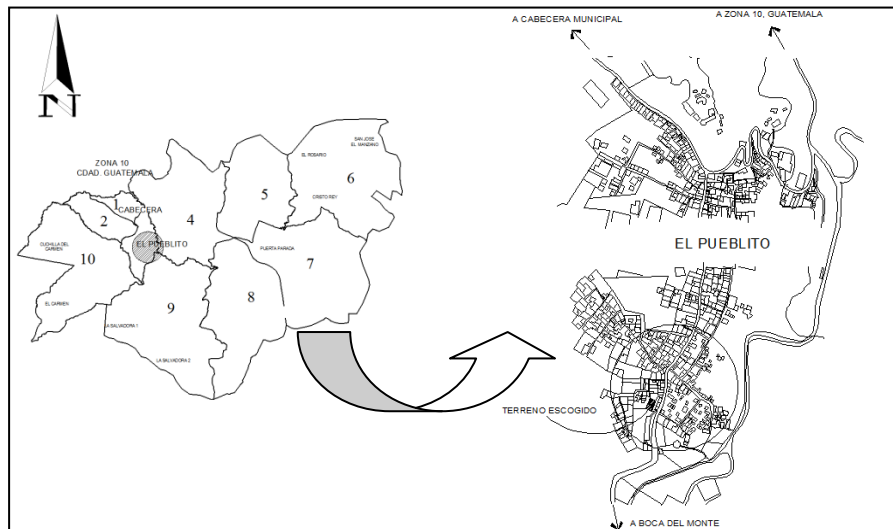 A CABECERA MUNICIPAL
A ZONA 10, GUATEMALA
N
ZONA 10
CDAD. GUATEMALA
SAN JOSE
EL MANZANO
EL ROSARIO
1
CABECERA
2
4
5
6
CRISTO REY
CUCHILLA DEL
CARMEN
10
EL PUEBLITO
PUERTA PARADA
7
EL CARMEN
9
8
LA SALVADORA 1
LA SALVADORA 2
EL PUEBLITO
TERRENO ESCOGIDO
A BOCA DEL MONTE